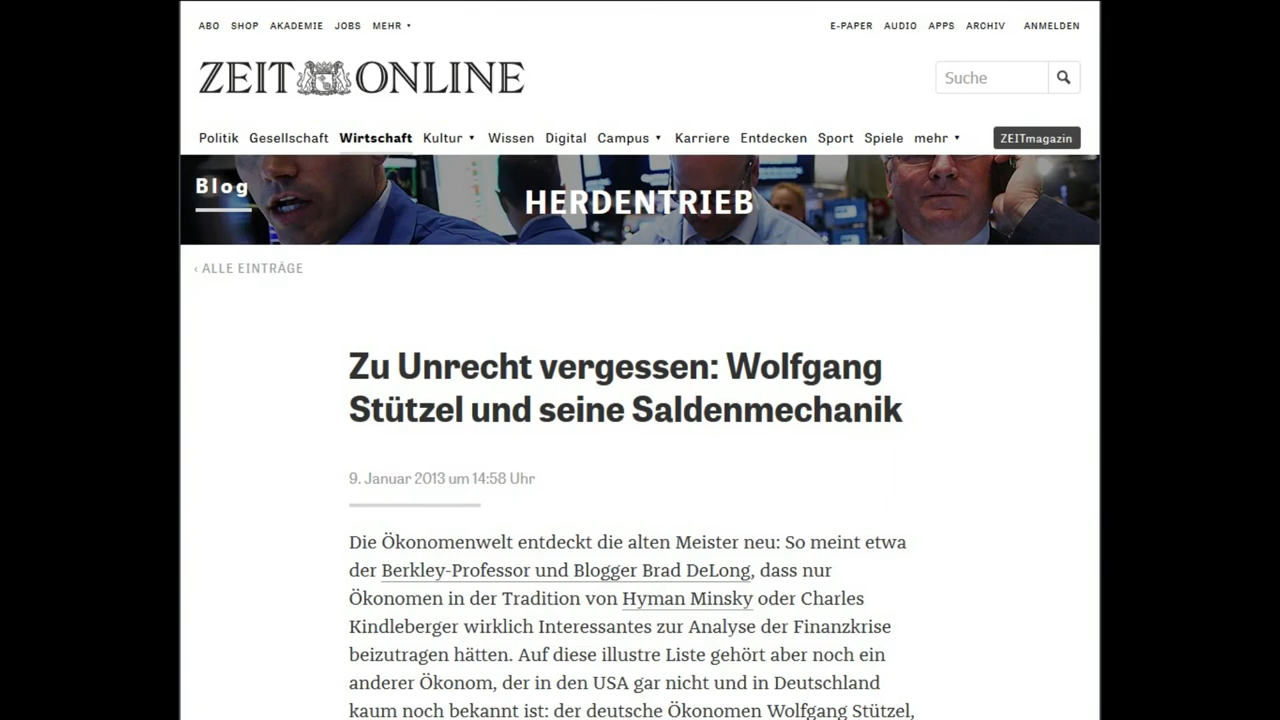 ABO SHOP AKADEMIE JOBS MEHR
E-PAPER AUDIO APPS ARCHIV ANMELDEN
ZEIT ONLINE
Suche
Politik Gesellschaft Wirtschaft Kultur Wissen Digital Campus Karriere Entdecken Sport Spiele mehr ZEITmagazin
Blog
HERDENTRIEB
‹ ALLE EINTRÄGE
Zu Unrecht vergessen: Wolfgang
Stützel und seine Saldenmechanik
9. Januar 2013 um 14:58 Uhr
Die Ökonomenwelt entdeckt die alten Meister neu: So meint etwa
der Berkley-Professor und Blogger Brad DeLong, dass nur
Ökonomen in der Tradition von Hyman Minsky oder Charles
Kindleberger wirklich Interessantes zur Analyse der Finanzkrise
beizutragen hätten. Auf diese illustre Liste gehört aber noch ein
anderer Ökonom, der in den USA gar nicht und in Deutschland
kaum noch bekannt ist: der deutsche Ökonomen Wolfgang Stützel,